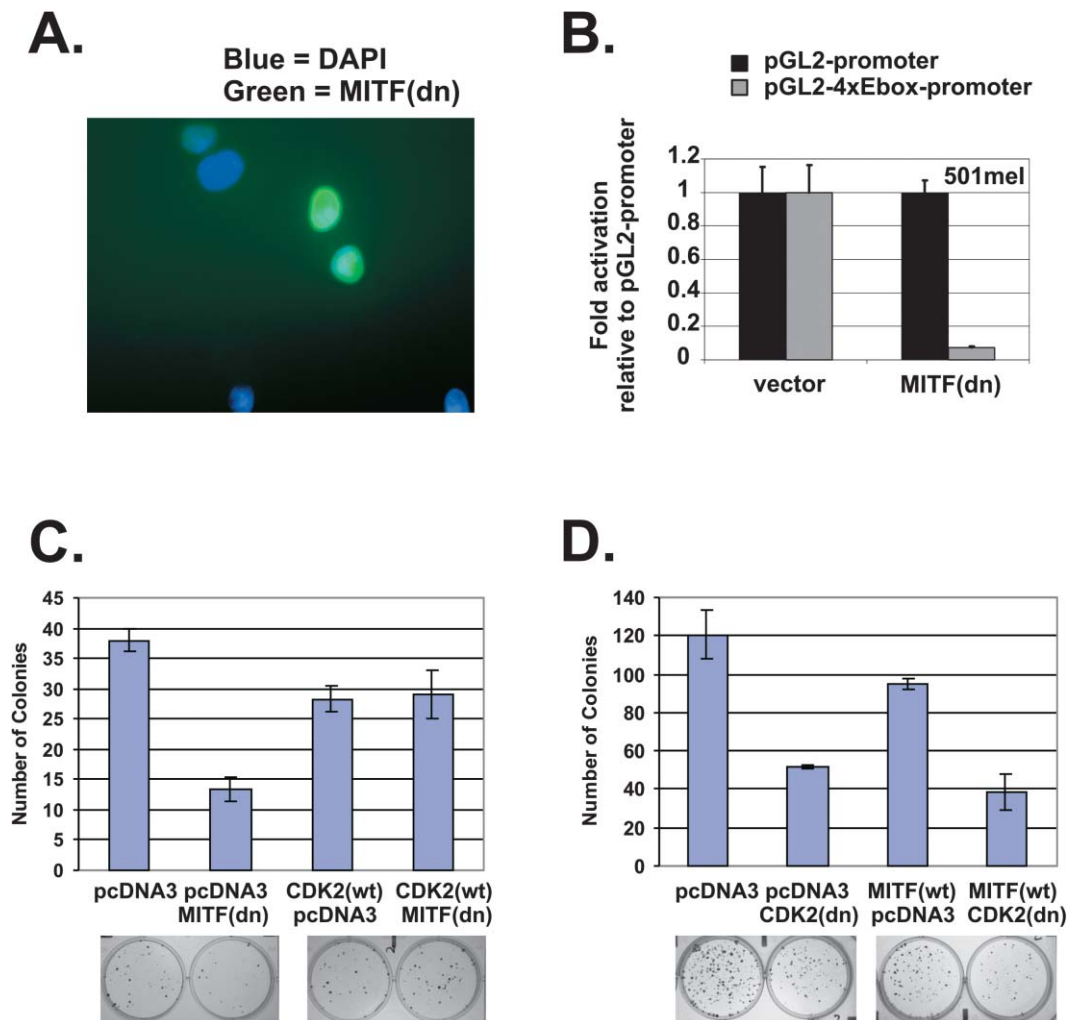 A.
Blue = DAPI
Green = MITF(dn)
B.
pGL2-promoter
pGL2-4xEbox-promoter
Fold activation
relative to pGL2-promoter
1.2
1
0.8
0.6
0.4
0.2
0
501mel
vector
MITF(dn)
C.
Number of Colonies
45
40
35
30
25
20
15
10
5
0
pcDNA3
pcDNA3
MITF(dn)
CDK2(wt)
pcDNA3
CDK2(wt)
MITF(dn)
D.
Number of Colonies
140
120
100
80
60
40
20
0
pcDNA3
pcDNA3
CDK2(dn)
MITF(wt)
pcDNA3
MITF(wt)
CDK2(dn)